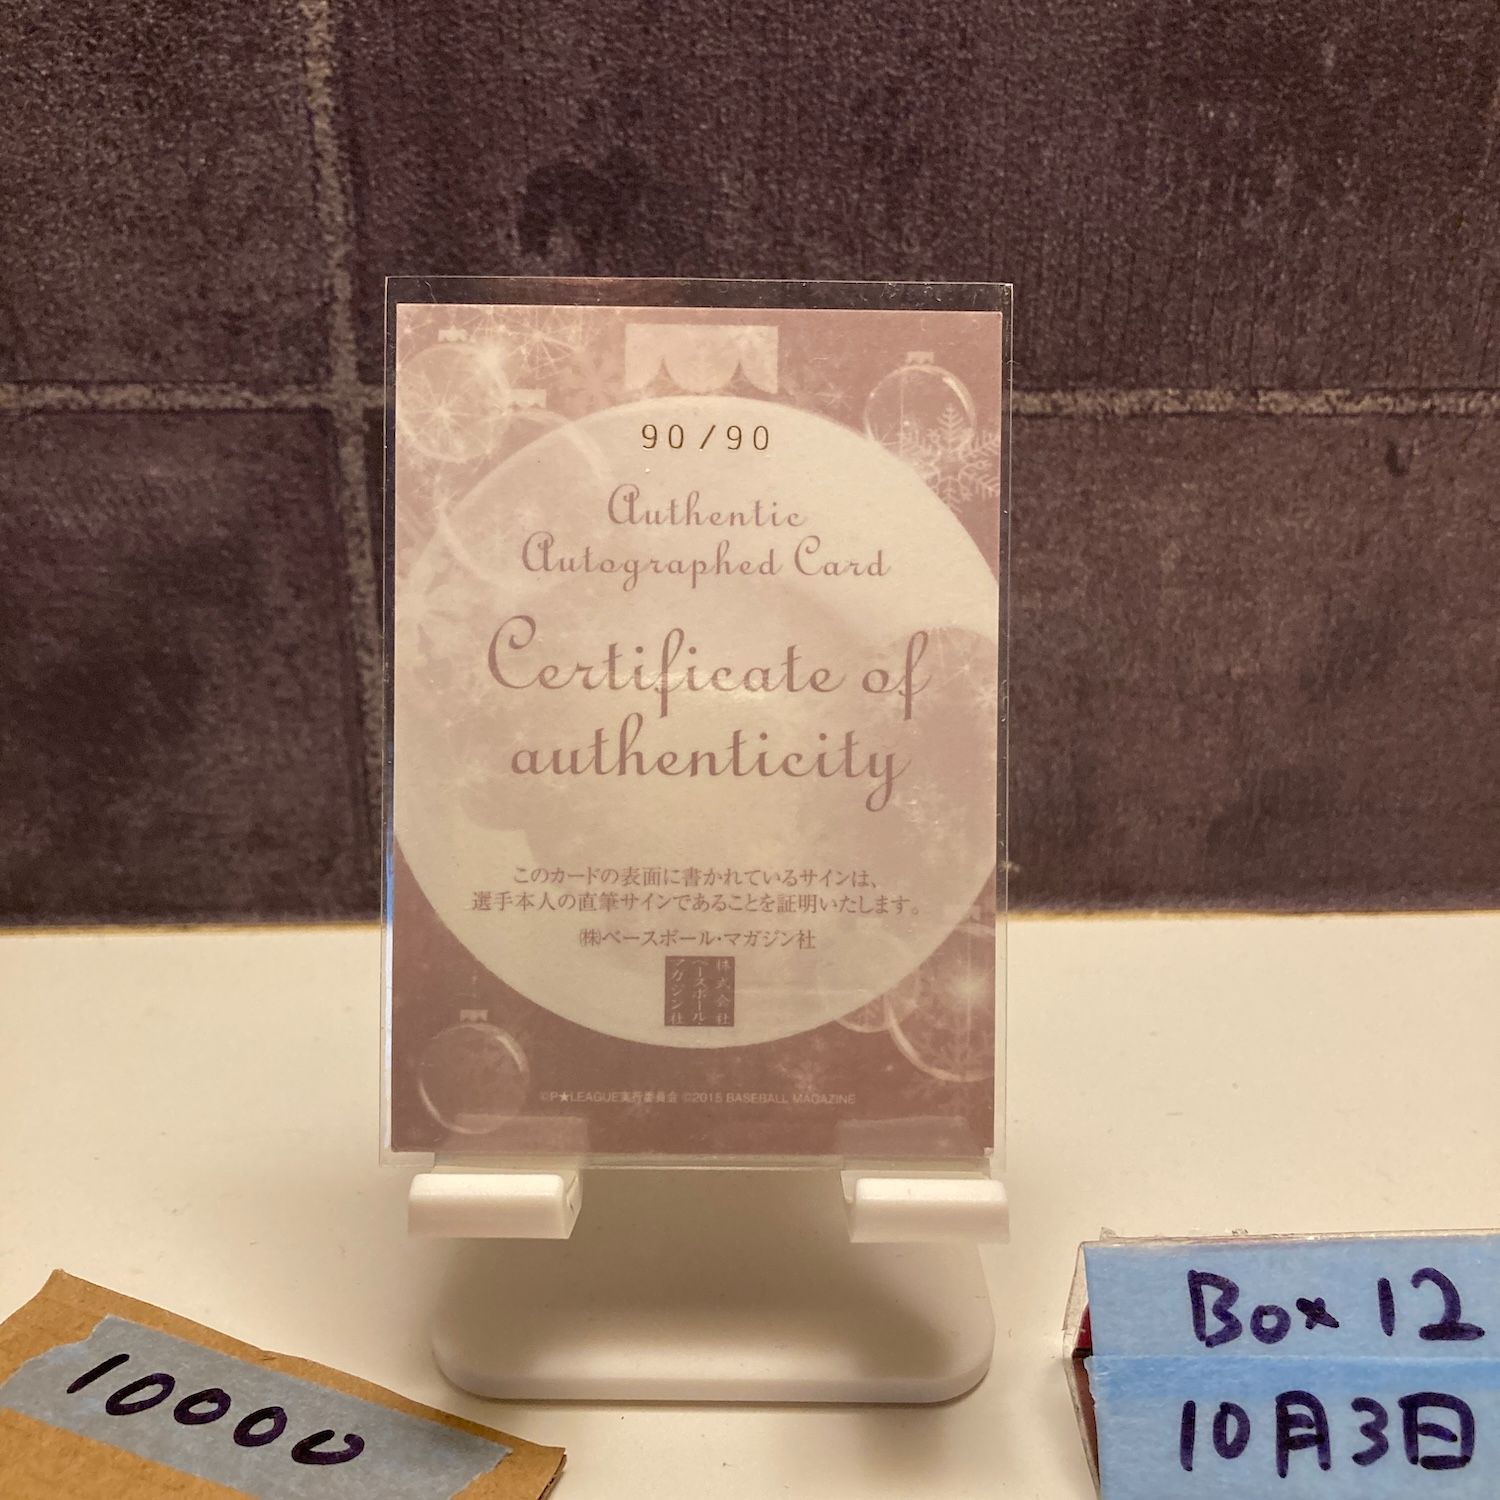 90/90
Authentic
Autographed Card
Certificate of
authenticity
このカードの表面に書かれているサインは、
選手本人の直筆サインであることを証明いたします。
㈱ベースボール・マガジン社
株式会社
ベースボール・
マガジン社
©P★LEAGUE実行委員会 ©2015 BASEBALL MAGAZINE
10000
Box 12
10月3日